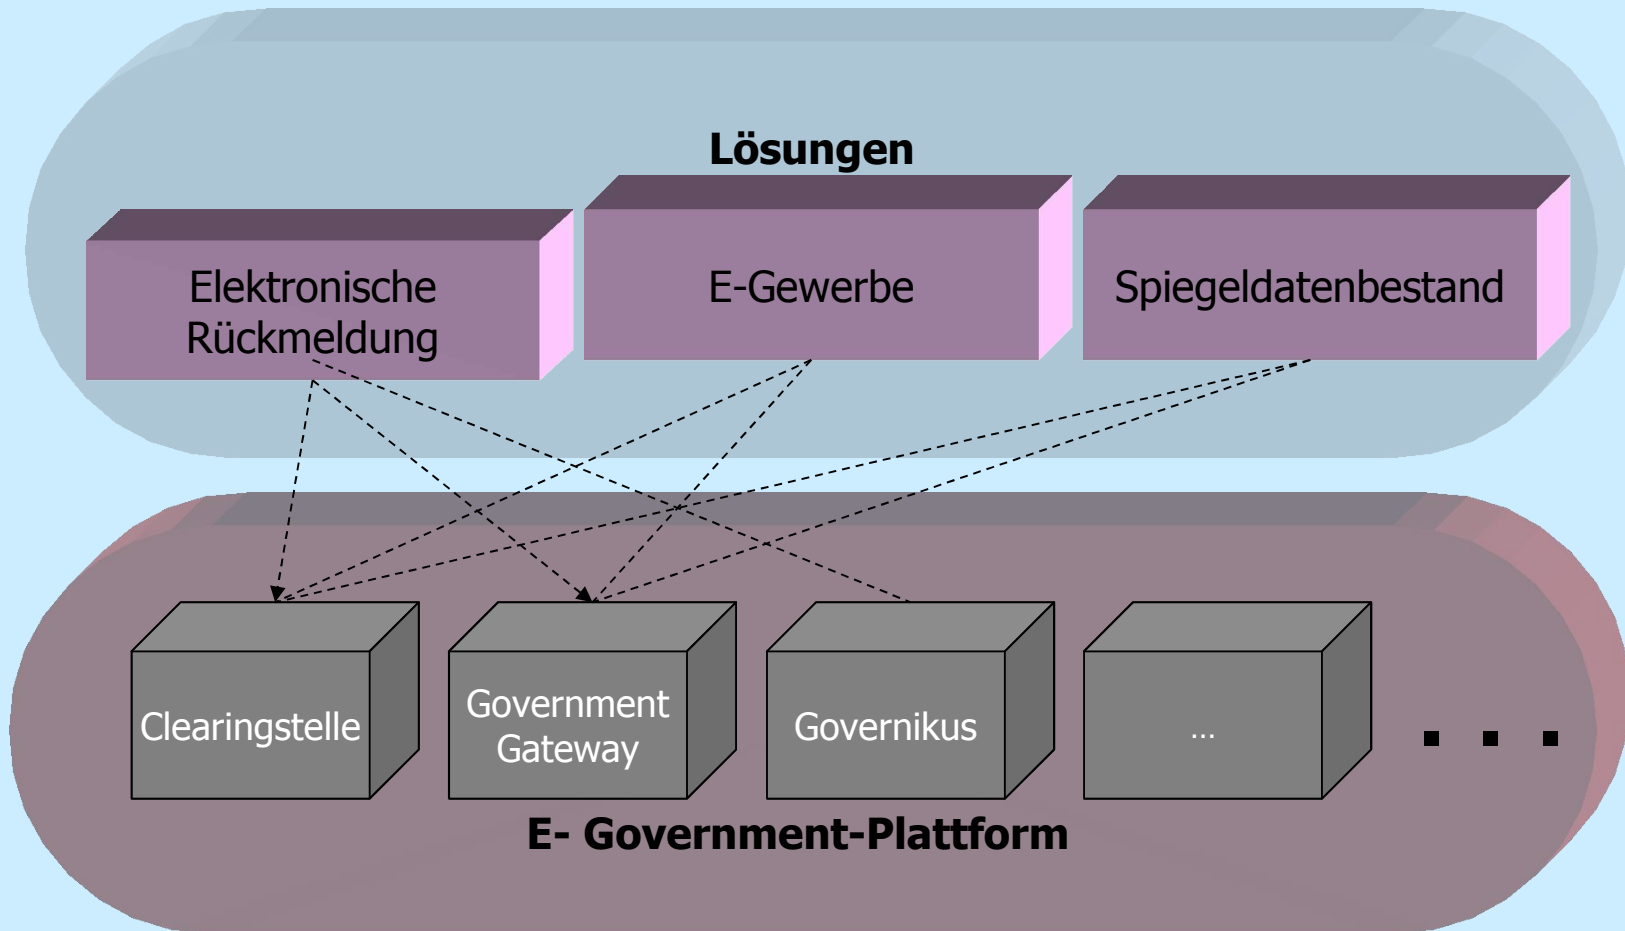 Lösungen
Elektronische
Rückmeldung
E-Gewerbe
Spiegeldatenbestand
Clearingstelle
Government
Gateway
Governikus
...
. . .
E- Government-Plattform